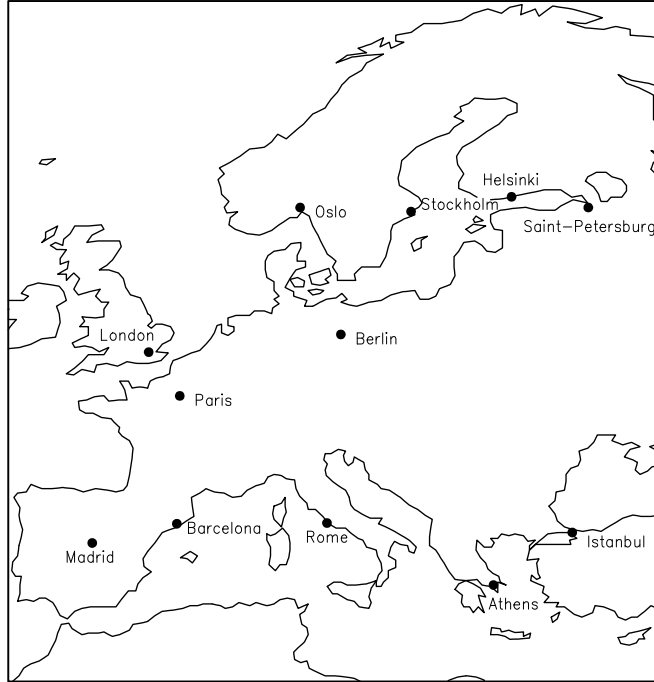 Helsinki
Stockholm
Oslo
Saint-Petersburg
London
Berlin
Paris
Barcelona
Rome
Istanbul
Madrid
Athens